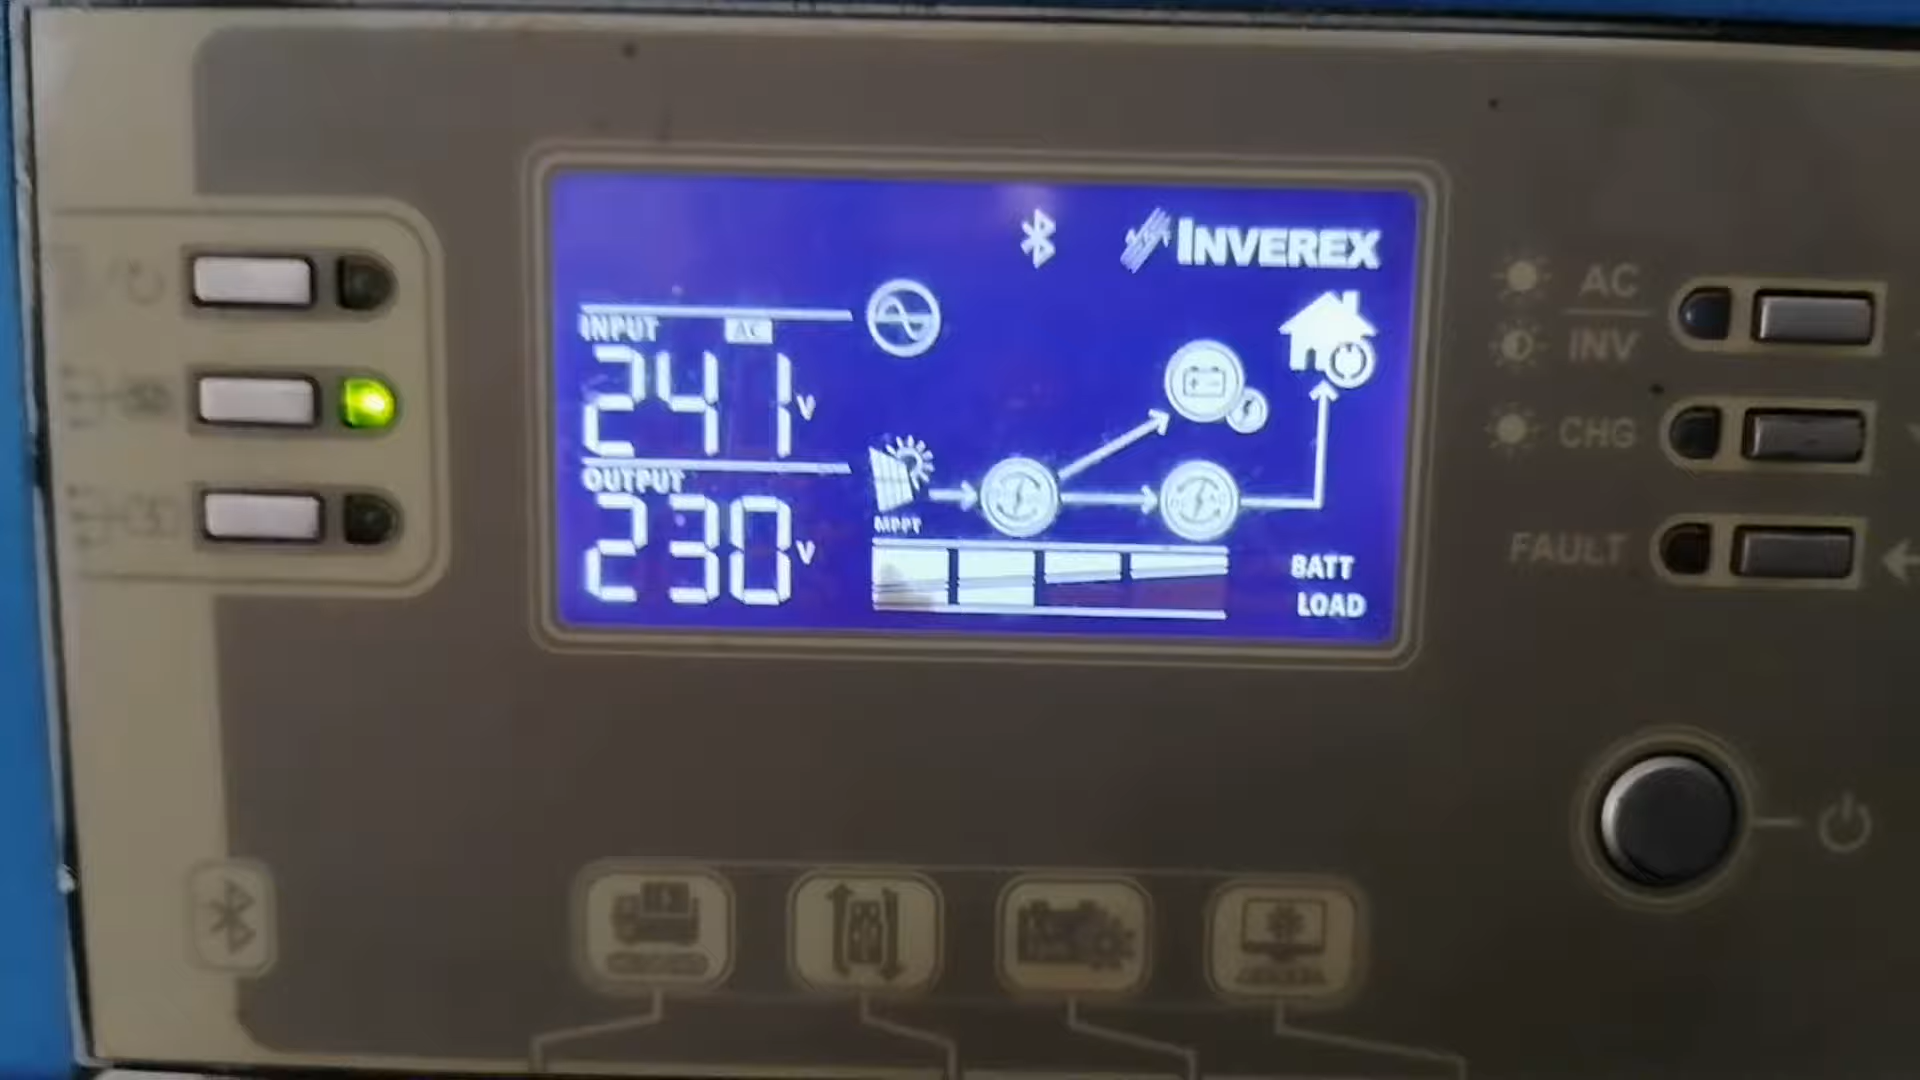 INVEREX
INPUT AC
241 V
OUTPUT
230 V
MPPT
BATT
LOAD
AC
INV
CHG
FAULT